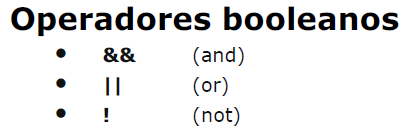 Operadores booleanos
• && (and)
• || (or)
• ! (not)